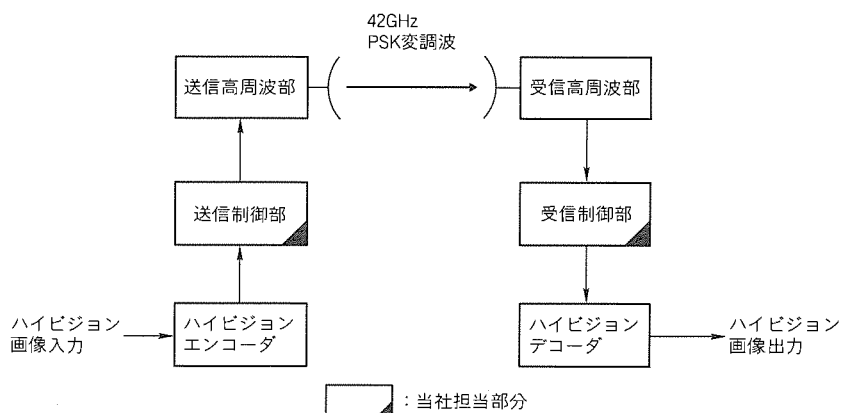 42GHz
PSK変調波
送信高周波部
受信高周波部
送信制御部
受信制御部
ハイビジョン
画像入力
ハイビジョン
エンコーダ
ハイビジョン
デコーダ
ハイビジョン
画像出力
：当社担当部分